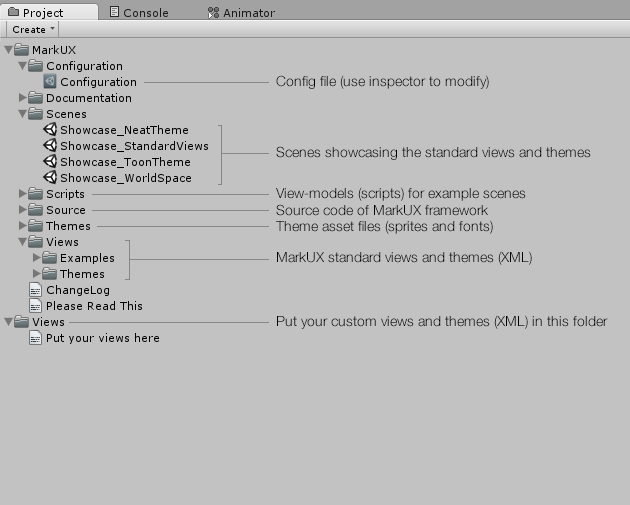 Project Console Animator
Create
MarkUX
Configuration
Configuration Config file (use inspector to modify)
Documentation
Scenes
Showcase_NeatTheme
Showcase_StandardViews
Scenes showcasing the standard views and themes
Showcase_ToonTheme
Showcase_WorldSpace
Scripts View-models (scripts) for example scenes
Source Source code of MarkUX framework
Themes Theme asset files (sprites and fonts)
Views
Examples MarkUX standard views and themes (XML)
Themes
ChangeLog
Please Read This
Views Put your custom views and themes (XML) in this folder
Put your views here